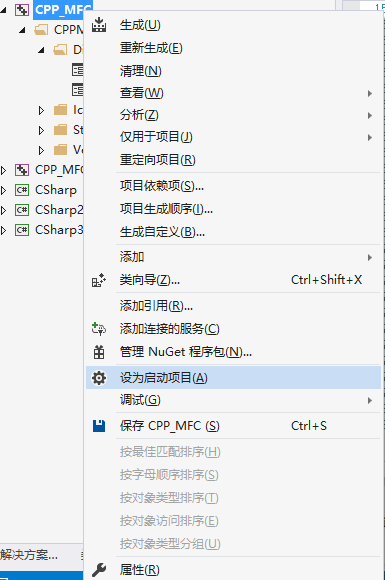 CPP_MFC
CPPM
D
Ic
St
V
CPP_MF
CSharp
CSharp2
CSharp3
解决方案...
生成(U)
重新生成(E)
清理(N)
查看(W)
分析(Z)
仅用于项目(J)
重定向项目(R)
项目依赖项(S)...
项目生成顺序(I)...
生成自定义(B)...
添加
类向导(Z)... Ctrl+Shift+X
添加引用(R)...
添加连接的服务(C)
管理 NuGet 程序包(N)...
设为启动项目(A)
调试(G)
保存 CPP_MFC (S) Ctrl+S
按最佳匹配排序(H)
按字母顺序排序(S)
按对象类型排序(T)
按对象访问排序(E)
按对象类型分组(U)
属性(R)